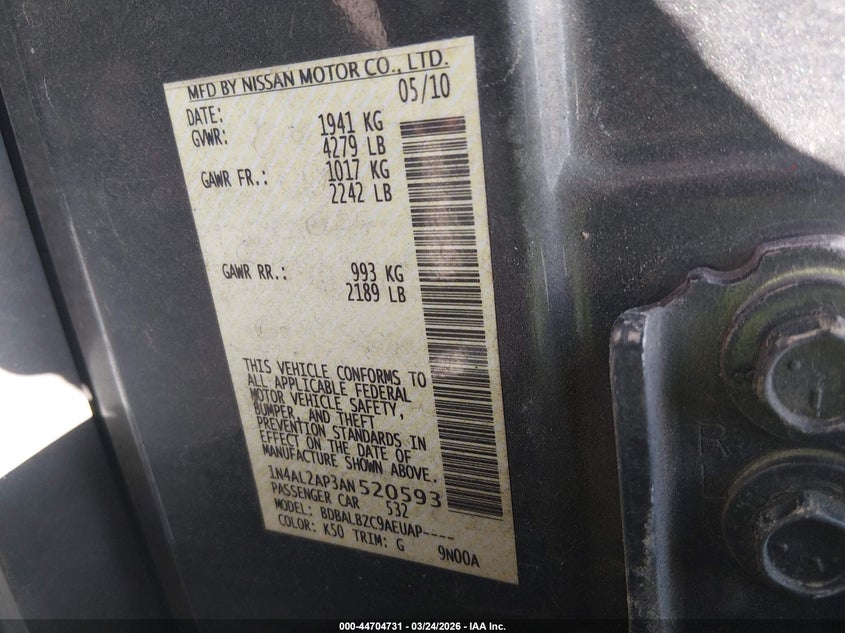 MFD BY NISSAN MOTOR CO., LTD.
DATE: 05/10
GVWR: 1941 KG
4279 LB
GAWR FR.: 1017 KG
2242 LB
GAWR RR.: 993 KG
2189 LB
THIS VEHICLE CONFORMS TO
ALL APPLICABLE FEDERAL
MOTOR VEHICLE SAFETY,
BUMPER, AND THEFT
PREVENTION STANDARDS IN
EFFECT ON THE DATE OF
MANUFACTURE SHOWN ABOVE.
1N4AL2AP3AN520593
PASSENGER CAR 532
MODEL: BDBALBZC9AEUAP----
COLOR: K50 TRIM: G 9N00A
R
L
000-44704731 - 03/24/2026 - IAA Inc.